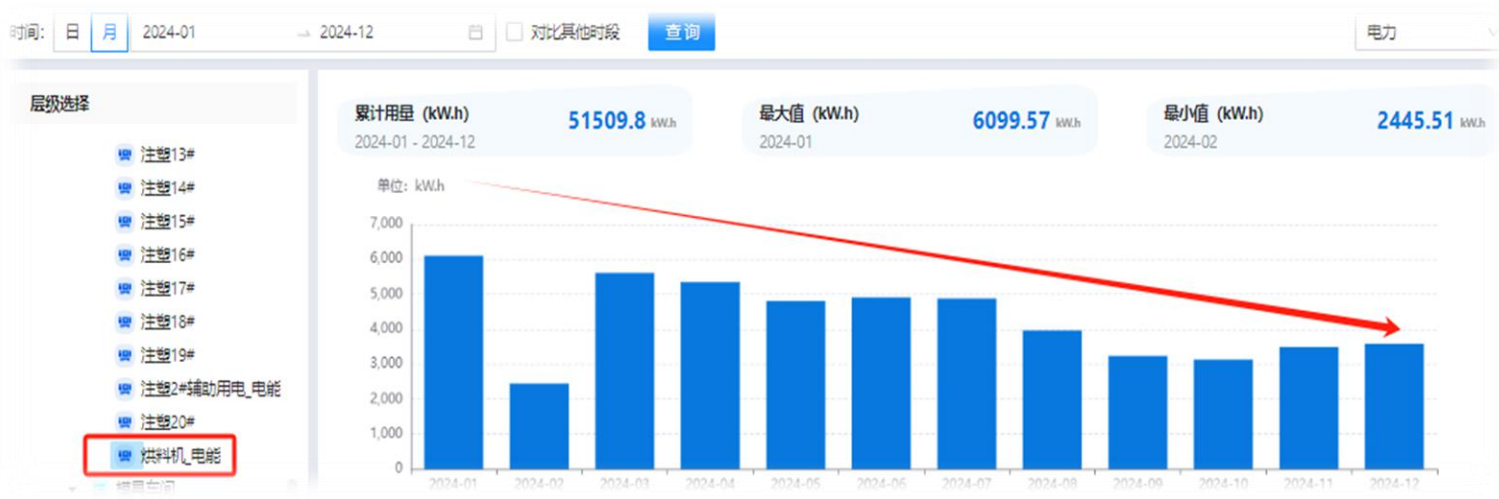 时间: 日 月 2024-01 → 2024-12 对比其他时段 查询 电力
层级选择
注塑13#
注塑14#
注塑15#
注塑16#
注塑17#
注塑18#
注塑19#
注塑2#辅助用电_电能
注塑20#
烘料机_电能
累计用量 (kW.h) 51509.8 kW.h
2024-01 - 2024-12
最大值 (kW.h) 6099.57 kW.h
2024-01
最小值 (kW.h) 2445.51 kW.h
2024-02
单位: kW.h
7,000
6,000
5,000
4,000
3,000
2,000
1,000
0
2024-01 2024-02 2024-03 2024-04 2024-05 2024-06 2024-07 2024-08 2024-09 2024-10 2024-11 2024-12